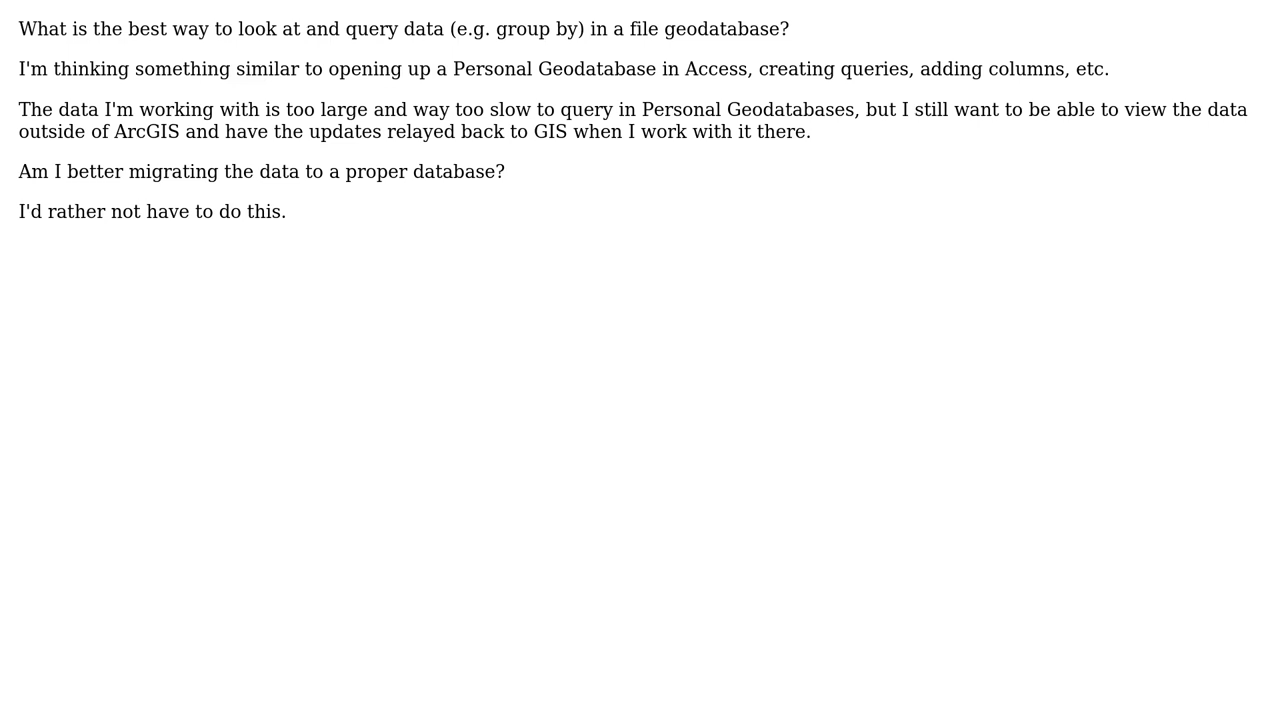 What is the best way to look at and query data (e.g. group by) in a file geodatabase?
I'm thinking something similar to opening up a Personal Geodatabase in Access, creating queries, adding columns, etc.
The data I'm working with is too large and way too slow to query in Personal Geodatabases, but I still want to be able to view the data
outside of ArcGIS and have the updates relayed back to GIS when I work with it there.
Am I better migrating the data to a proper database?
I'd rather not have to do this.